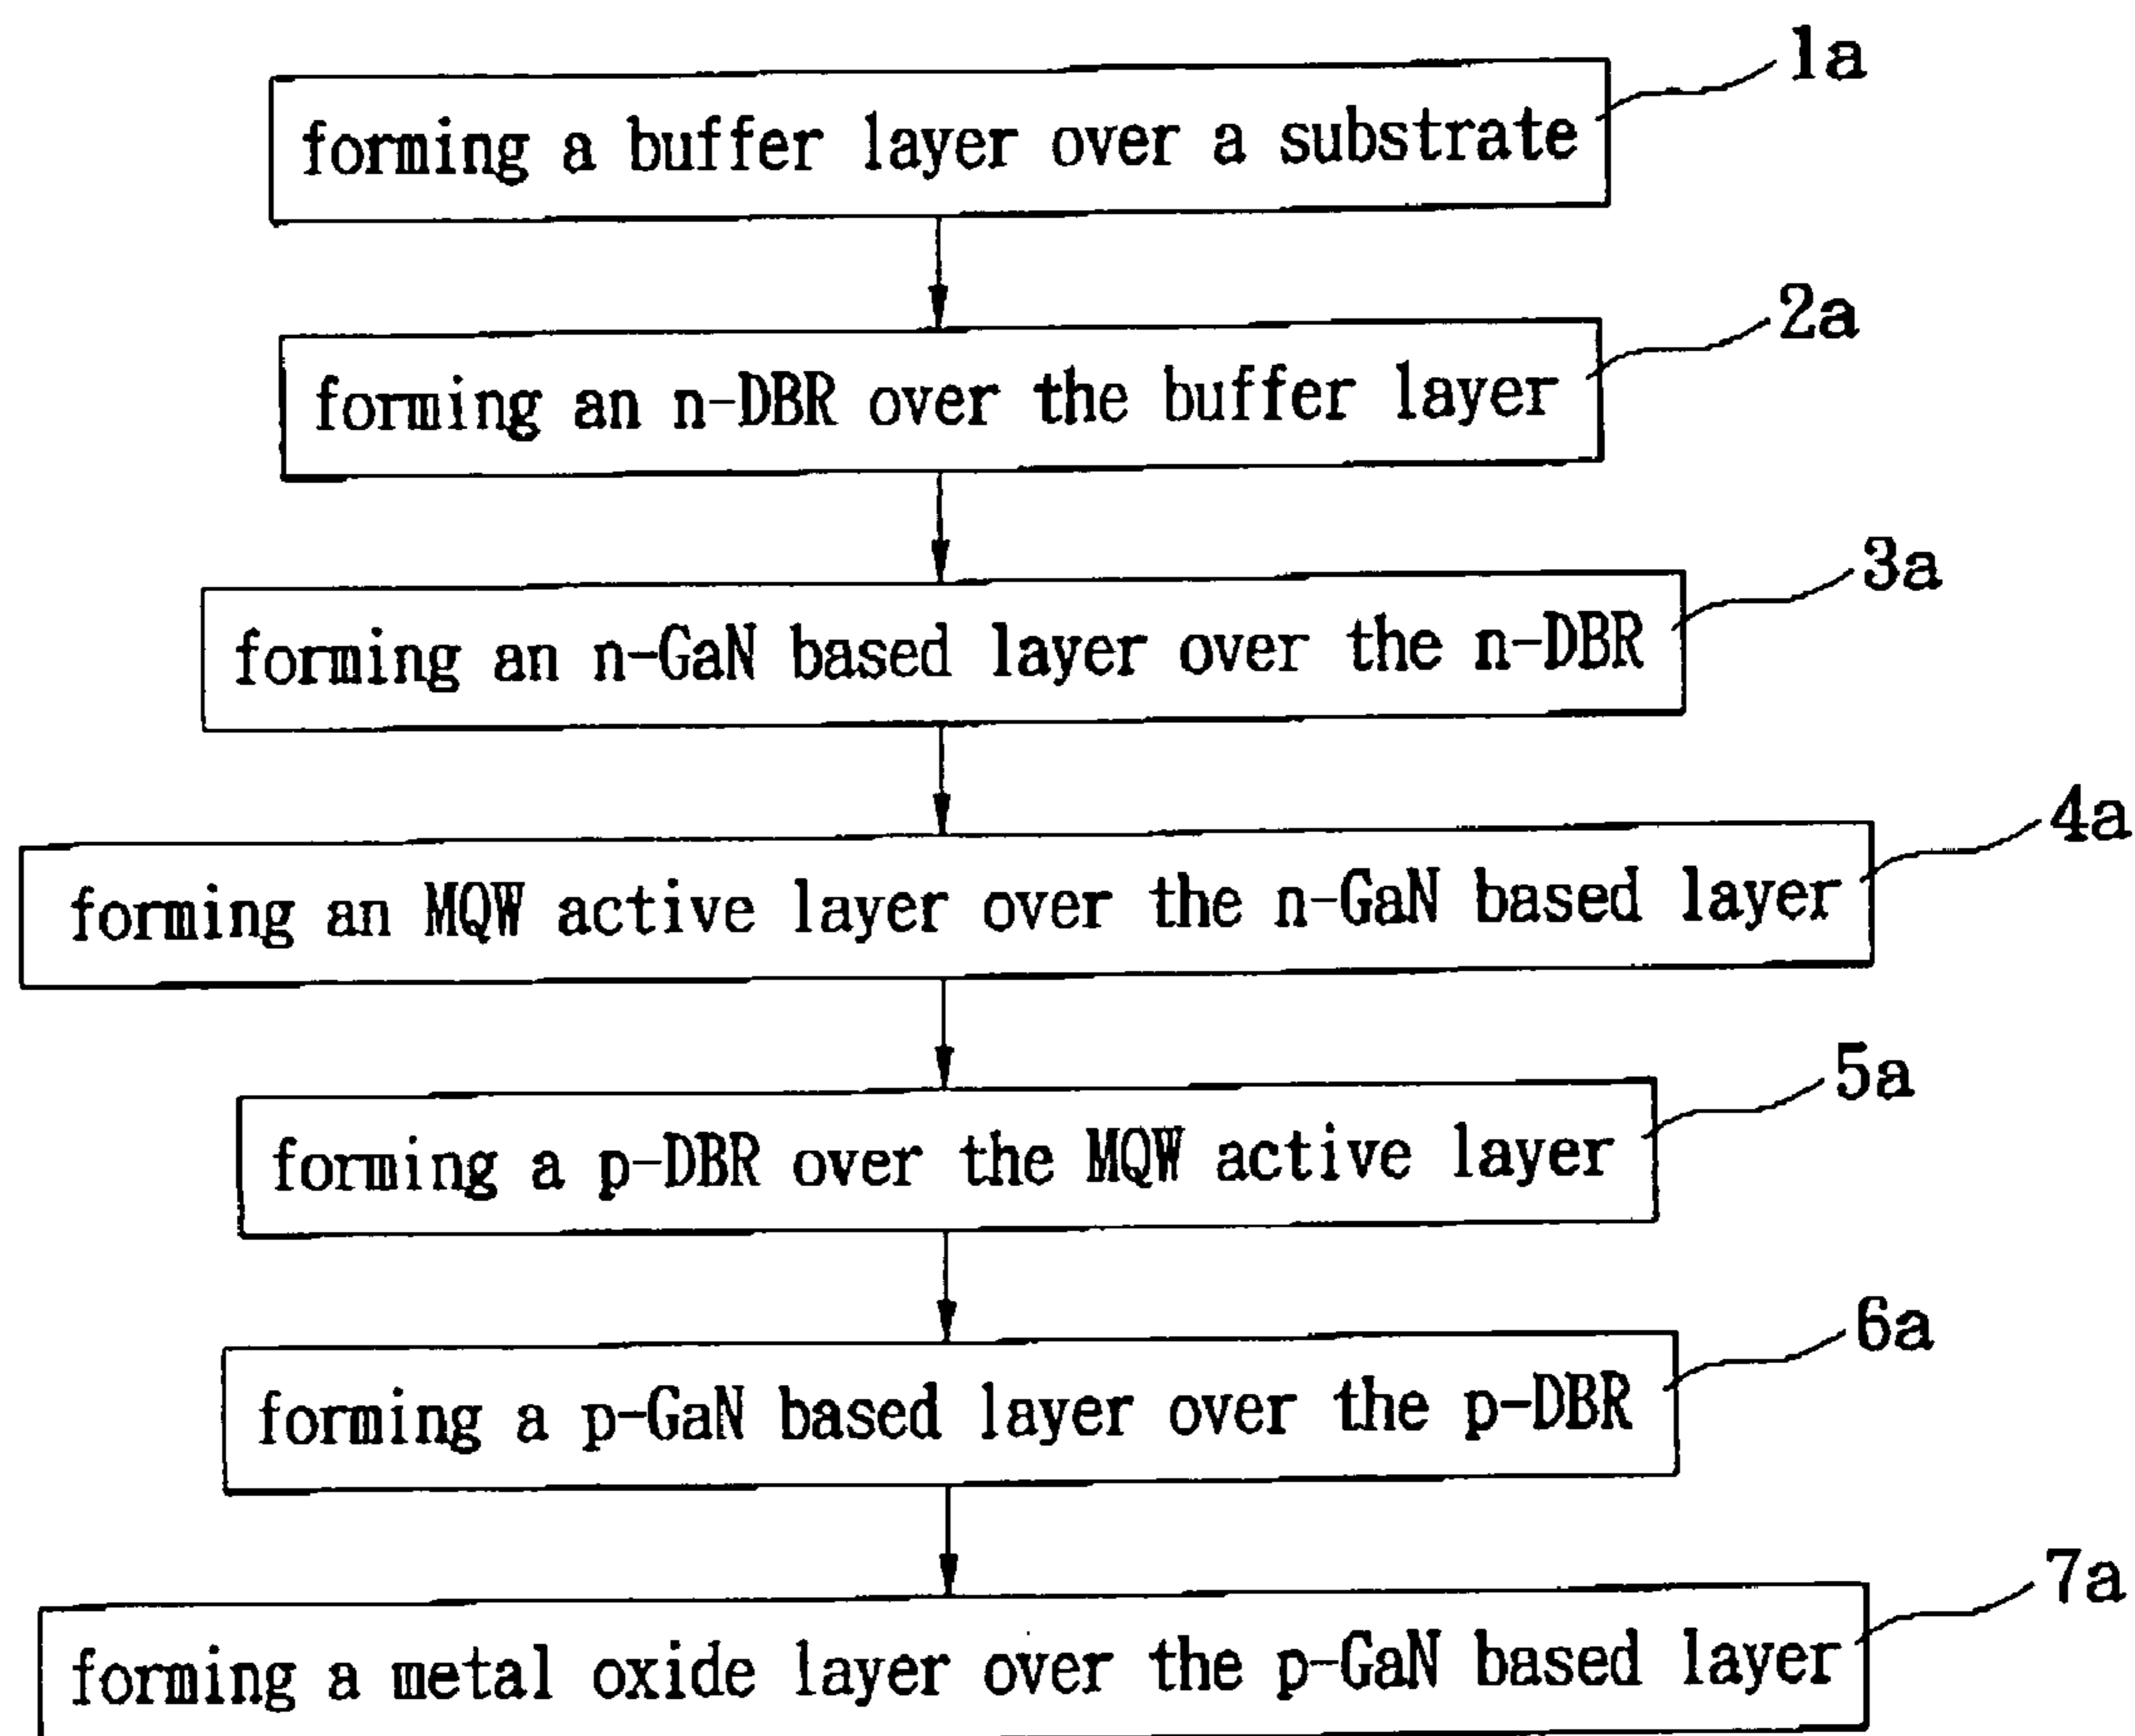 1a
forming a buffer layer over a substrate
2a
forming an n-DBR over the buffer layer
3a
forming an n-GaN based layer over the n-DBR
4a
forming an MQW active layer over the n-GaN based layer
5a
forming a p-DBR over the MQW active layer
6a
forming a p-GaN based layer over the p-DBR
7a
forming a metal oxide layer over the p-GaN based layer